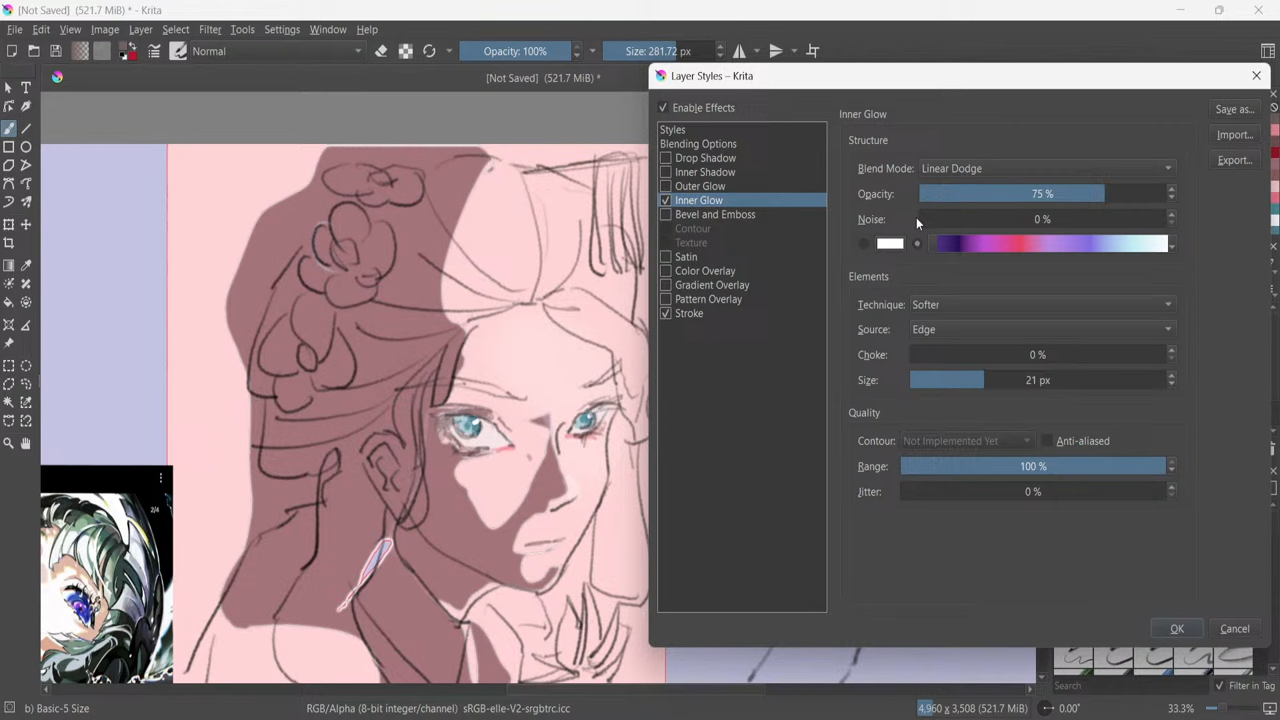 [Not Saved] (521.7 MiB) * - Krita
File Edit View Image Layer Select Filter Tools Settings Window Help
Normal
Opacity: 100%
Size: 281.72 px
[Not Saved] (521.7 MiB) *
Layer Styles – Krita
Enable Effects
Styles
Blending Options
Drop Shadow
Inner Shadow
Outer Glow
Inner Glow
Bevel and Emboss
Contour
Texture
Satin
Color Overlay
Gradient Overlay
Pattern Overlay
Stroke
Inner Glow
Structure
Blend Mode: Linear Dodge
Opacity: 75 %
Noise: 0 %
Elements
Technique: Softer
Source: Edge
Choke: 0 %
Size: 21 px
Quality
Contour: Not Implemented Yet Anti-aliased
Range: 100 %
Jitter: 0 %
Save as...
Import...
Export...
OK Cancel
2/4
Search
Filter in Tag
b) Basic-5 Size
RGB/Alpha (8-bit integer/channel) sRGB-elle-V2-srgbtrc.icc
4,960 x 3,508 (521.7 MiB)
0.00°
33.3%